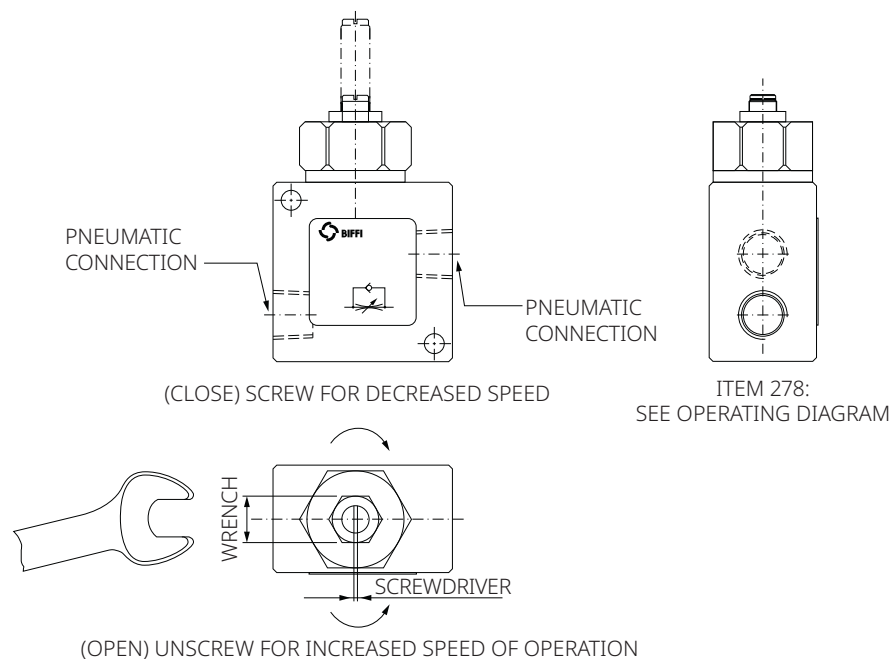 BIFFI
PNEUMATIC
CONNECTION
PNEUMATIC
CONNECTION
(CLOSE) SCREW FOR DECREASED SPEED
ITEM 278:
SEE OPERATING DIAGRAM
WRENCH
SCREWDRIVER
(OPEN) UNSCREW FOR INCREASED SPEED OF OPERATION